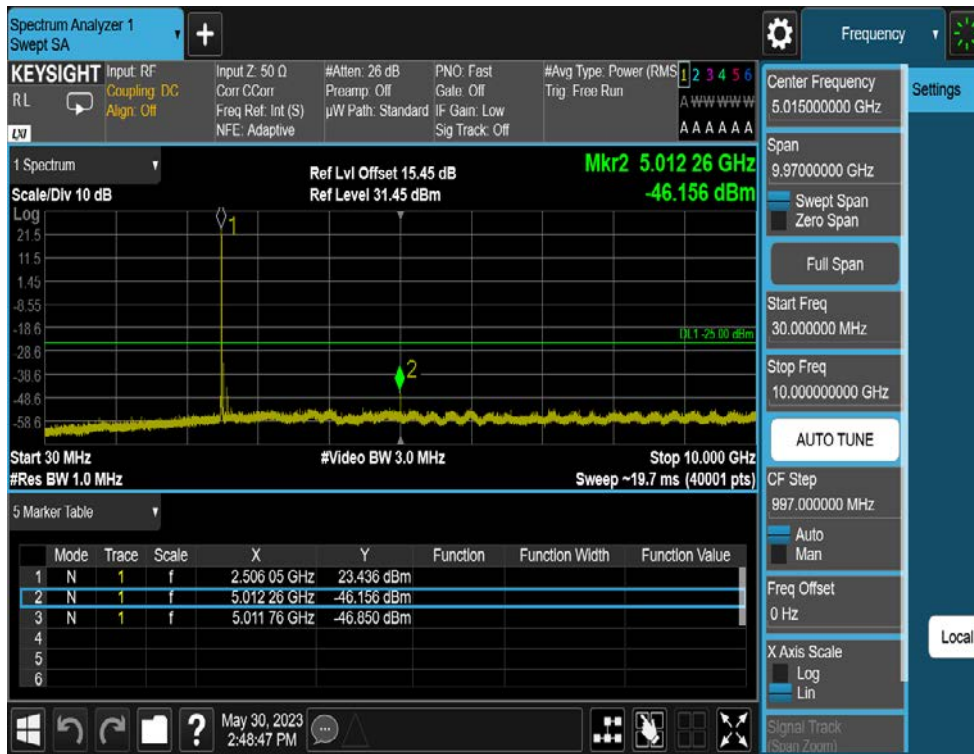 Spectrum Analyzer 1
Swept SA
+
Frequency
KEYSIGHT Input: RF Input Z: 50 Ω #Atten: 26 dB PNO: Fast #Avg Type: Power (RMS 1 2 3 4 5 6
RL Coupling: DC Corr CCorr Preamp: Off Gate: Off Trig: Free Run
Align: Off Freq Ref: Int (S) µW Path: Standard IF Gain: Low A W W W W W
LXI NFE: Adaptive Sig Track: Off A A A A A A
1 Spectrum
Ref Lvl Offset 15.45 dB Mkr2 5.012 26 GHz
Scale/Div 10 dB Ref Level 31.45 dBm -46.156 dBm
Log
1
21.5
11.5
1.45
-8.55
-18.6
DL1 -25.00 dBm
-28.6
2
-38.6
-48.6
-58.6
Start 30 MHz #Video BW 3.0 MHz Stop 10.000 GHz
#Res BW 1.0 MHz Sweep ~19.7 ms (40001 pts)
5 Marker Table
Mode Trace Scale X Y Function Function Width Function Value
1 N 1 f 2.506 05 GHz 23.436 dBm
2 N 1 f 5.012 26 GHz -46.156 dBm
3 N 1 f 5.011 76 GHz -46.850 dBm
4
5
6
? May 30, 2023
2:48:47 PM
Center Frequency
5.015000000 GHz
Settings
Span
9.97000000 GHz
Swept Span
Zero Span
Full Span
Start Freq
30.000000 MHz
Stop Freq
10.000000000 GHz
AUTO TUNE
CF Step
997.000000 MHz
Auto
Man
Freq Offset
0 Hz
Local
X Axis Scale
Log
Lin
Signal Track
(Span Zoom)